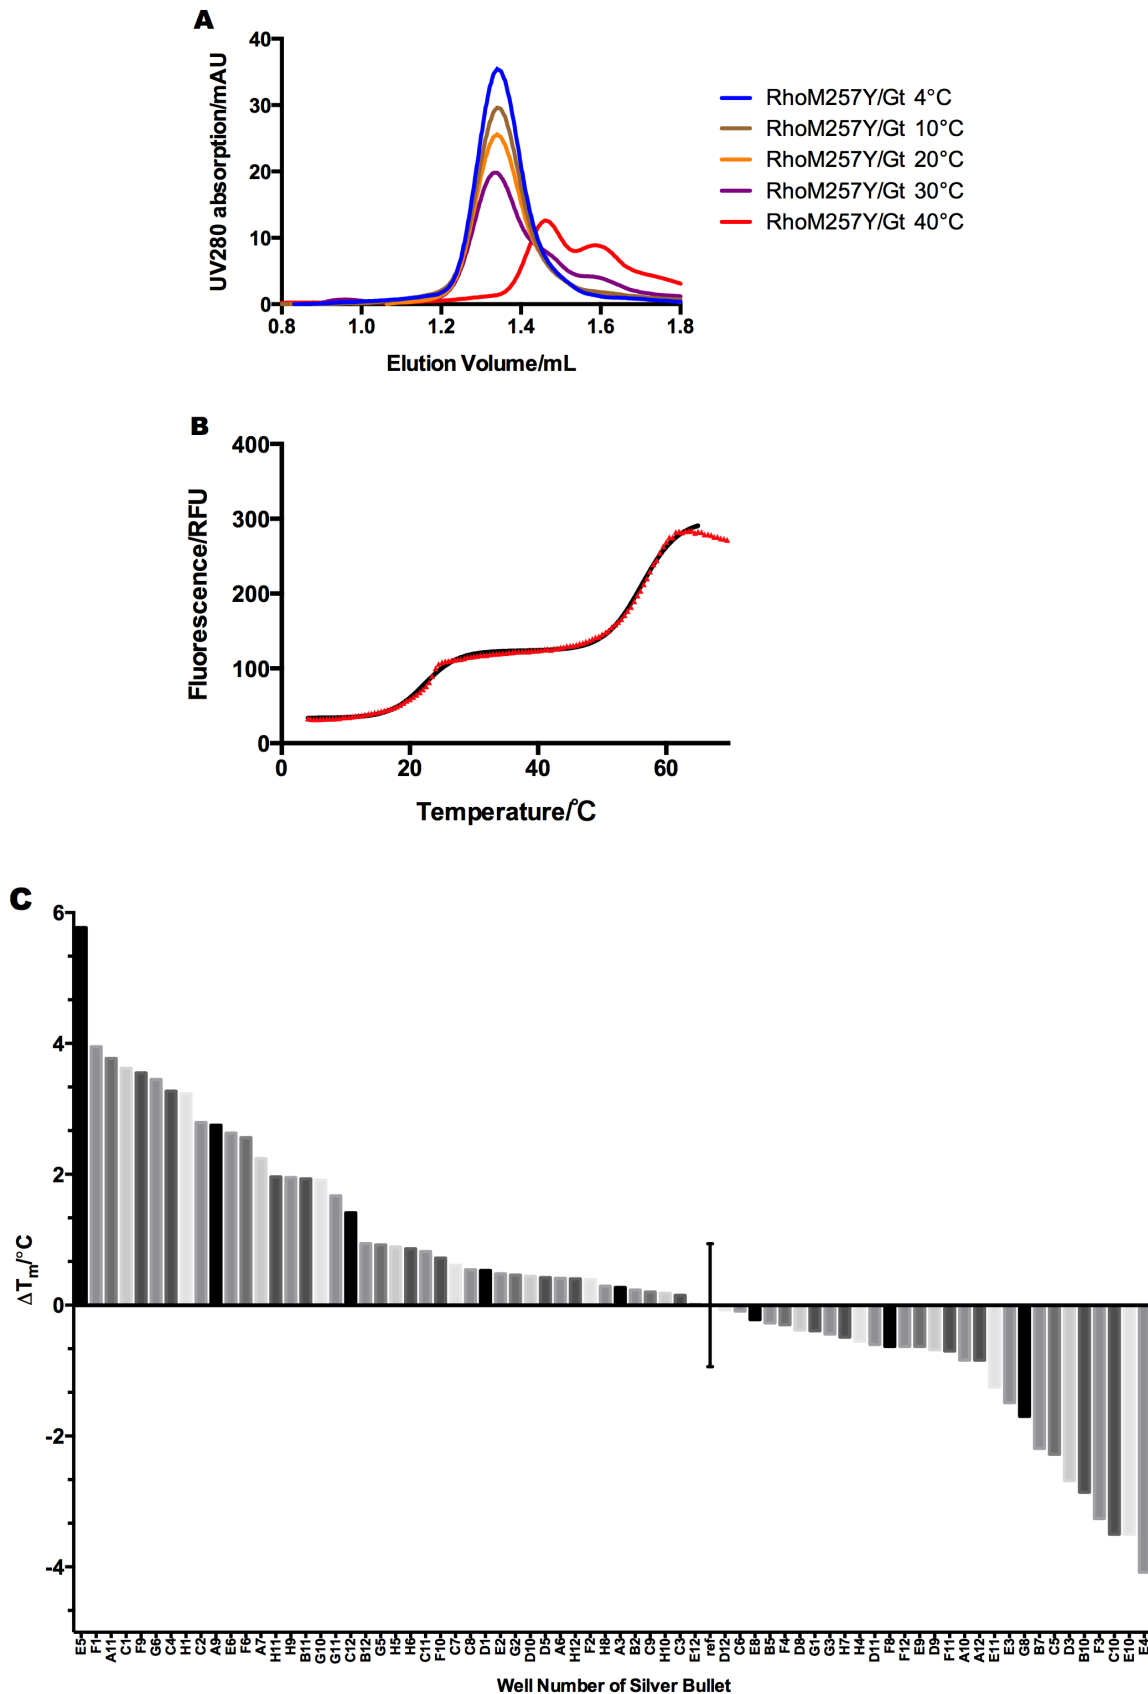 A
40
30
20
10
0
UV280 absorption/mAU
0.8 1.0 1.2 1.4 1.6 1.8
Elution Volume/mL
RhoM257Y/Gt 4°C
RhoM257Y/Gt 10°C
RhoM257Y/Gt 20°C
RhoM257Y/Gt 30°C
RhoM257Y/Gt 40°C
B
400
300
200
100
0
Fluorescence/RFU
0 20 40 60
Temperature/°C
C
6
4
2
0
-2
-4
ΔTm/°C
E5 F1 A11 C1 F9 G6 C4 H1 C2 A9 E6 F6 A7 H11 H9 B11 G10 G11 C12 B12 G5 H5 H6 C11 F10 C7 C8 D1 E2 G2 D10 D5 A6 H12 F2 H8 A3 B2 C9 H10 C3 E12 ref D12 C6 E8 B5 F4 D8 G1 G3 H7 H4 D11 F8 F12 E9 D9 F11 A10 A12 E11 E3 G8 B7 C5 D3 B10 F3 C10 E10 E4
Well Number of Silver Bullet